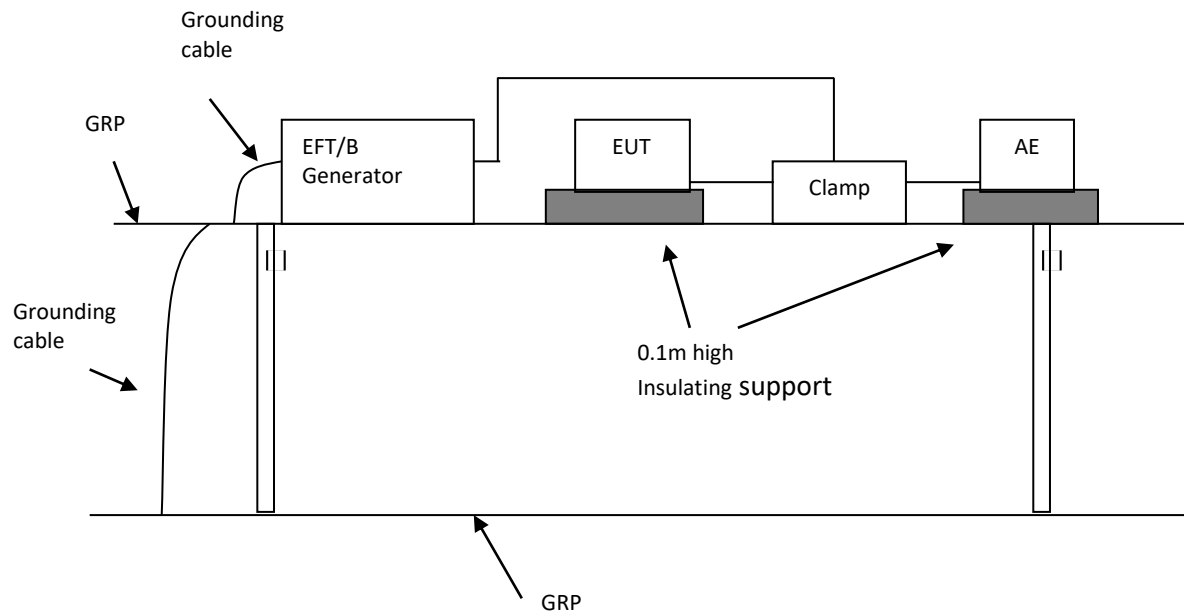 Grounding
cable
GRP
EFT/B
Generator
EUT
Clamp
AE
Grounding
cable
0.1m high
Insulating support
GRP